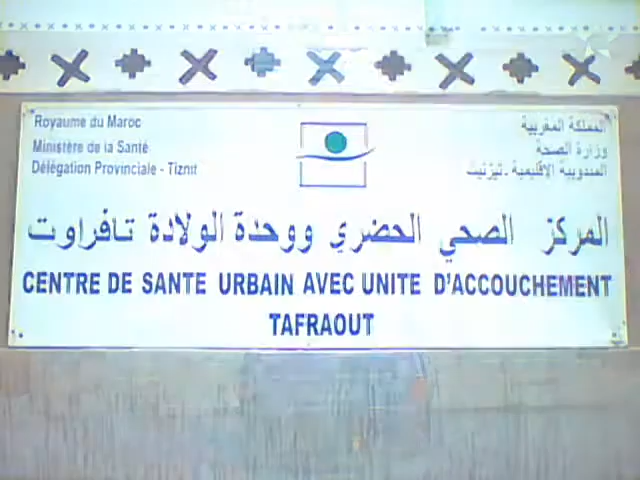 Royaume du Maroc
Ministère de la Santé
Délégation Provinciale - Tiznit
المملكة المغربية
وزارة الصحة
المندوبية الإقليمية - تيزنيت
المركز الصحي الحضري ووحدة الولادة تافراوت
CENTRE DE SANTE URBAIN AVEC UNITE D'ACCOUCHEMENT
TAFRAOUT